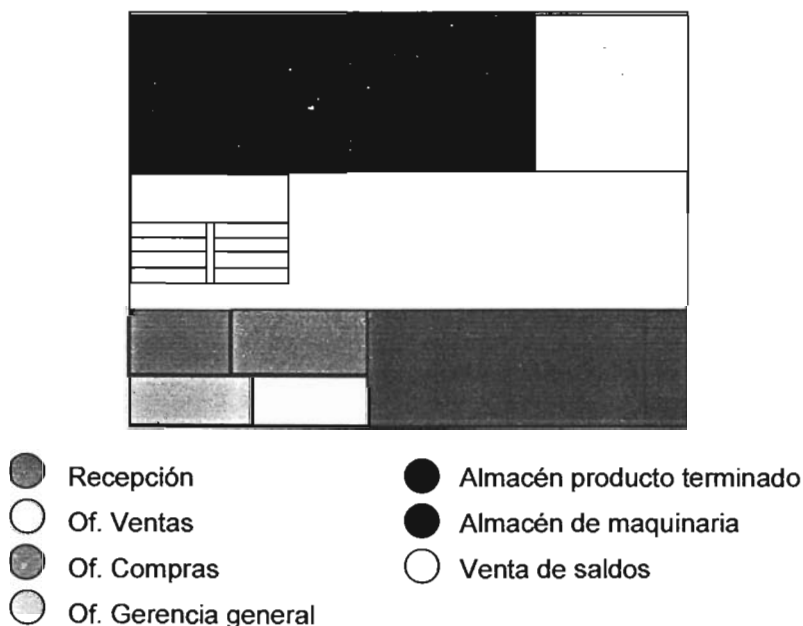 Recepción
Of. Ventas
Of. Compras
Of. Gerencia general
Almacén producto terminado
Almacén de maquinaria
Venta de saldos